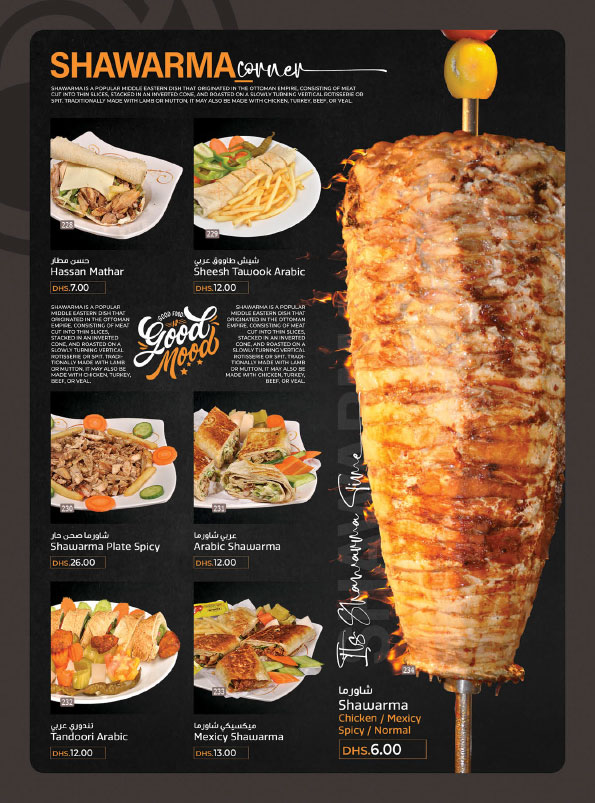 SHAWARMA corner
SHAWARMA IS A POPULAR MIDDLE EASTERN DISH THAT ORIGINATED IN THE OTTOMAN EMPIRE, CONSISTING OF MEAT
CUT INTO THIN SLICES, STACKED IN AN INVERTED CONE, AND ROASTED ON A SLOWLY TURNING VERTICAL ROTISSERIE OR
SPIT. TRADITIONALLY MADE WITH LAMB OR MUTTON, IT MAY ALSO BE MADE WITH CHICKEN, TURKEY, BEEF, OR VEAL.
228
حسن مطار
Hassan Mathar
DHS.7.00
229
شيش طاووق عربي
Sheesh Tawook Arabic
DHS.12.00
SHAWARMA IS A POPULAR
MIDDLE EASTERN DISH THAT
ORIGINATED IN THE OTTOMAN
EMPIRE, CONSISTING OF MEAT
CUT INTO THIN SLICES,
STACKED IN AN INVERTED
CONE, AND ROASTED ON A
SLOWLY TURNING VERTICAL
ROTISSERIE OR SPIT. TRADI-
TIONALLY MADE WITH LAMB
OR MUTTON, IT MAY ALSO BE
MADE WITH CHICKEN, TURKEY,
BEEF, OR VEAL.
GOOD FOOD
Good
Mood
SHAWARMA IS A POPULAR
MIDDLE EASTERN DISH THAT
ORIGINATED IN THE OTTOMAN
EMPIRE, CONSISTING OF MEAT
CUT INTO THIN SLICES,
STACKED IN AN INVERTED
CONE, AND ROASTED ON A
SLOWLY TURNING VERTICAL
ROTISSERIE OR SPIT. TRADI-
TIONALLY MADE WITH LAMB
OR MUTTON, IT MAY ALSO BE
MADE WITH CHICKEN, TURKEY,
BEEF, OR VEAL.
230
شاورما صحن حار
Shawarma Plate Spicy
DHS.26.00
231
عربي شاورما
Arabic Shawarma
DHS.12.00
232
تندوري عربي
Tandoori Arabic
DHS.12.00
233
ميكسيكي شاورما
Mexicy Shawarma
DHS.13.00
Its Shawarma Time
SHAWARMA
234
شاورما
Shawarma
Chicken / Mexicy
Spicy / Normal
DHS.6.00